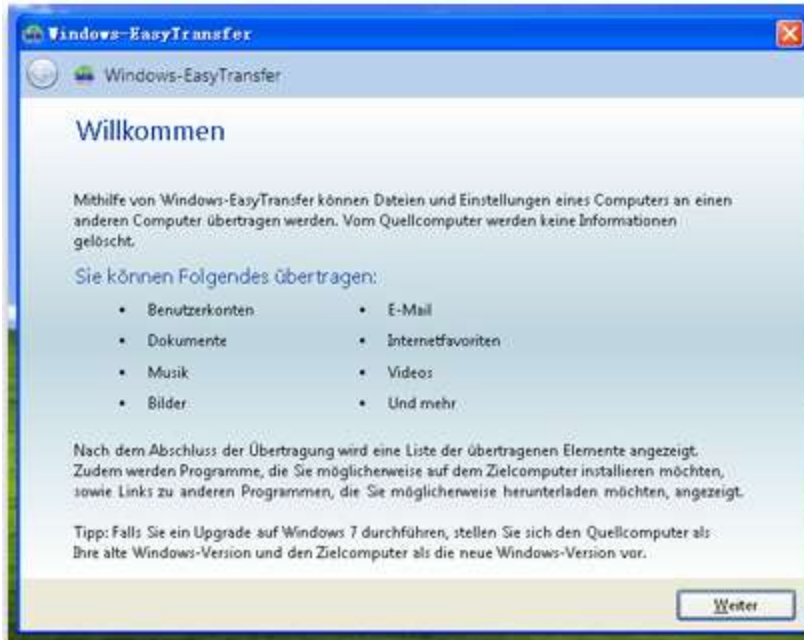 Windows-EasyTransfer
Windows-EasyTransfer
Willkommen
Mithilfe von Windows-EasyTransfer können Dateien und Einstellungen eines Computers an einen
anderen Computer übertragen werden. Vom Quellcomputer werden keine Informationen
gelöscht.
Sie können Folgendes übertragen:
• Benutzerkonten • E-Mail
• Dokumente • Internetfavoriten
• Musik • Videos
• Bilder • Und mehr
Nach dem Abschluss der Übertragung wird eine Liste der übertragenen Elemente angezeigt.
Zudem werden Programme, die Sie möglicherweise auf dem Zielcomputer installieren möchten,
sowie Links zu anderen Programmen, die Sie möglicherweise herunterladen möchten, angezeigt.
Tipp: Falls Sie ein Upgrade auf Windows 7 durchführen, stellen Sie sich den Quellcomputer als
Ihre alte Windows-Version und den Zielcomputer als die neue Windows-Version vor.
Weiter